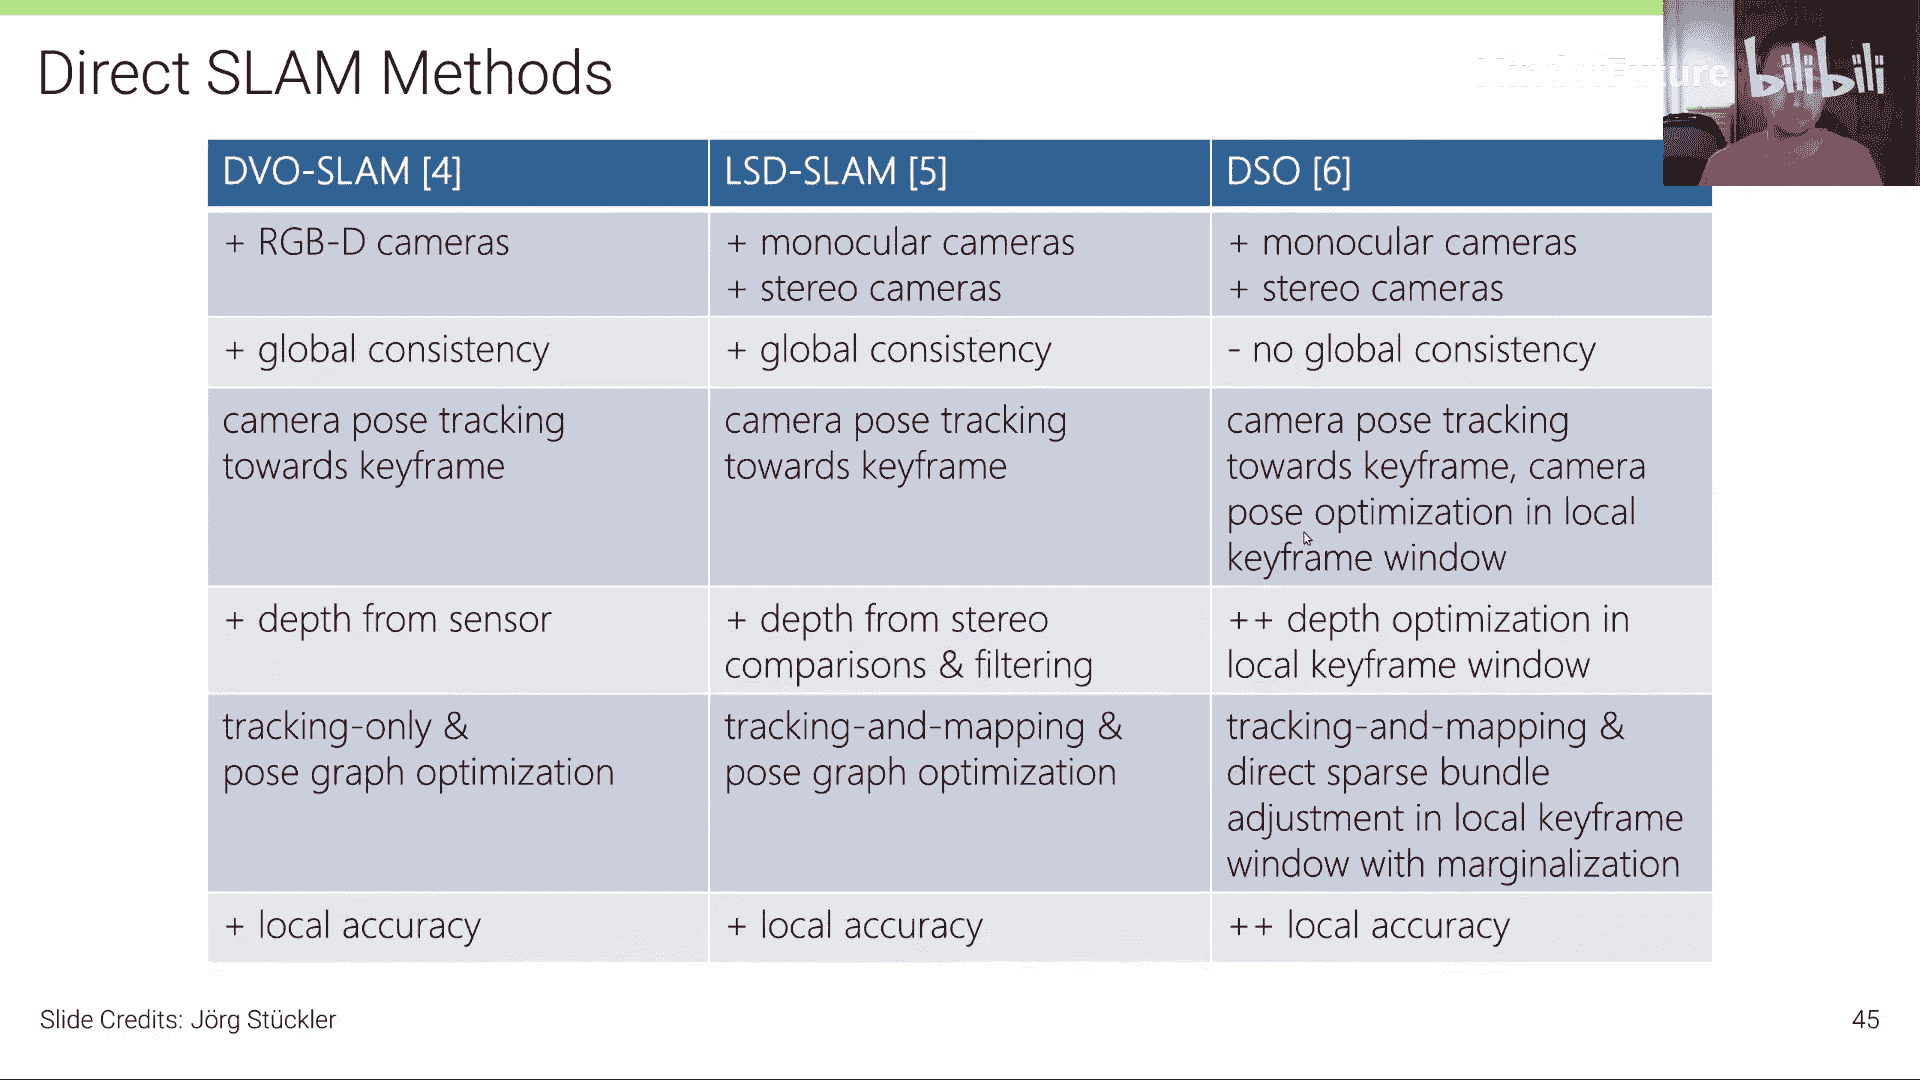 Direct SLAM Methods
bilibili
DVO-SLAM [4]
LSD-SLAM [5]
DSO [6]
+ RGB-D cameras
+ monocular cameras
+ stereo cameras
+ monocular cameras
+ stereo cameras
+ global consistency
+ global consistency
- no global consistency
camera pose tracking
towards keyframe
camera pose tracking
towards keyframe
camera pose tracking
towards keyframe, camera
pose optimization in local
keyframe window
+ depth from sensor
+ depth from stereo
comparisons & filtering
++ depth optimization in
local keyframe window
tracking-only &
pose graph optimization
tracking-and-mapping &
pose graph optimization
tracking-and-mapping &
direct sparse bundle
adjustment in local keyframe
window with marginalization
+ local accuracy
+ local accuracy
++ local accuracy
Slide Credits: Jörg Stückler
45